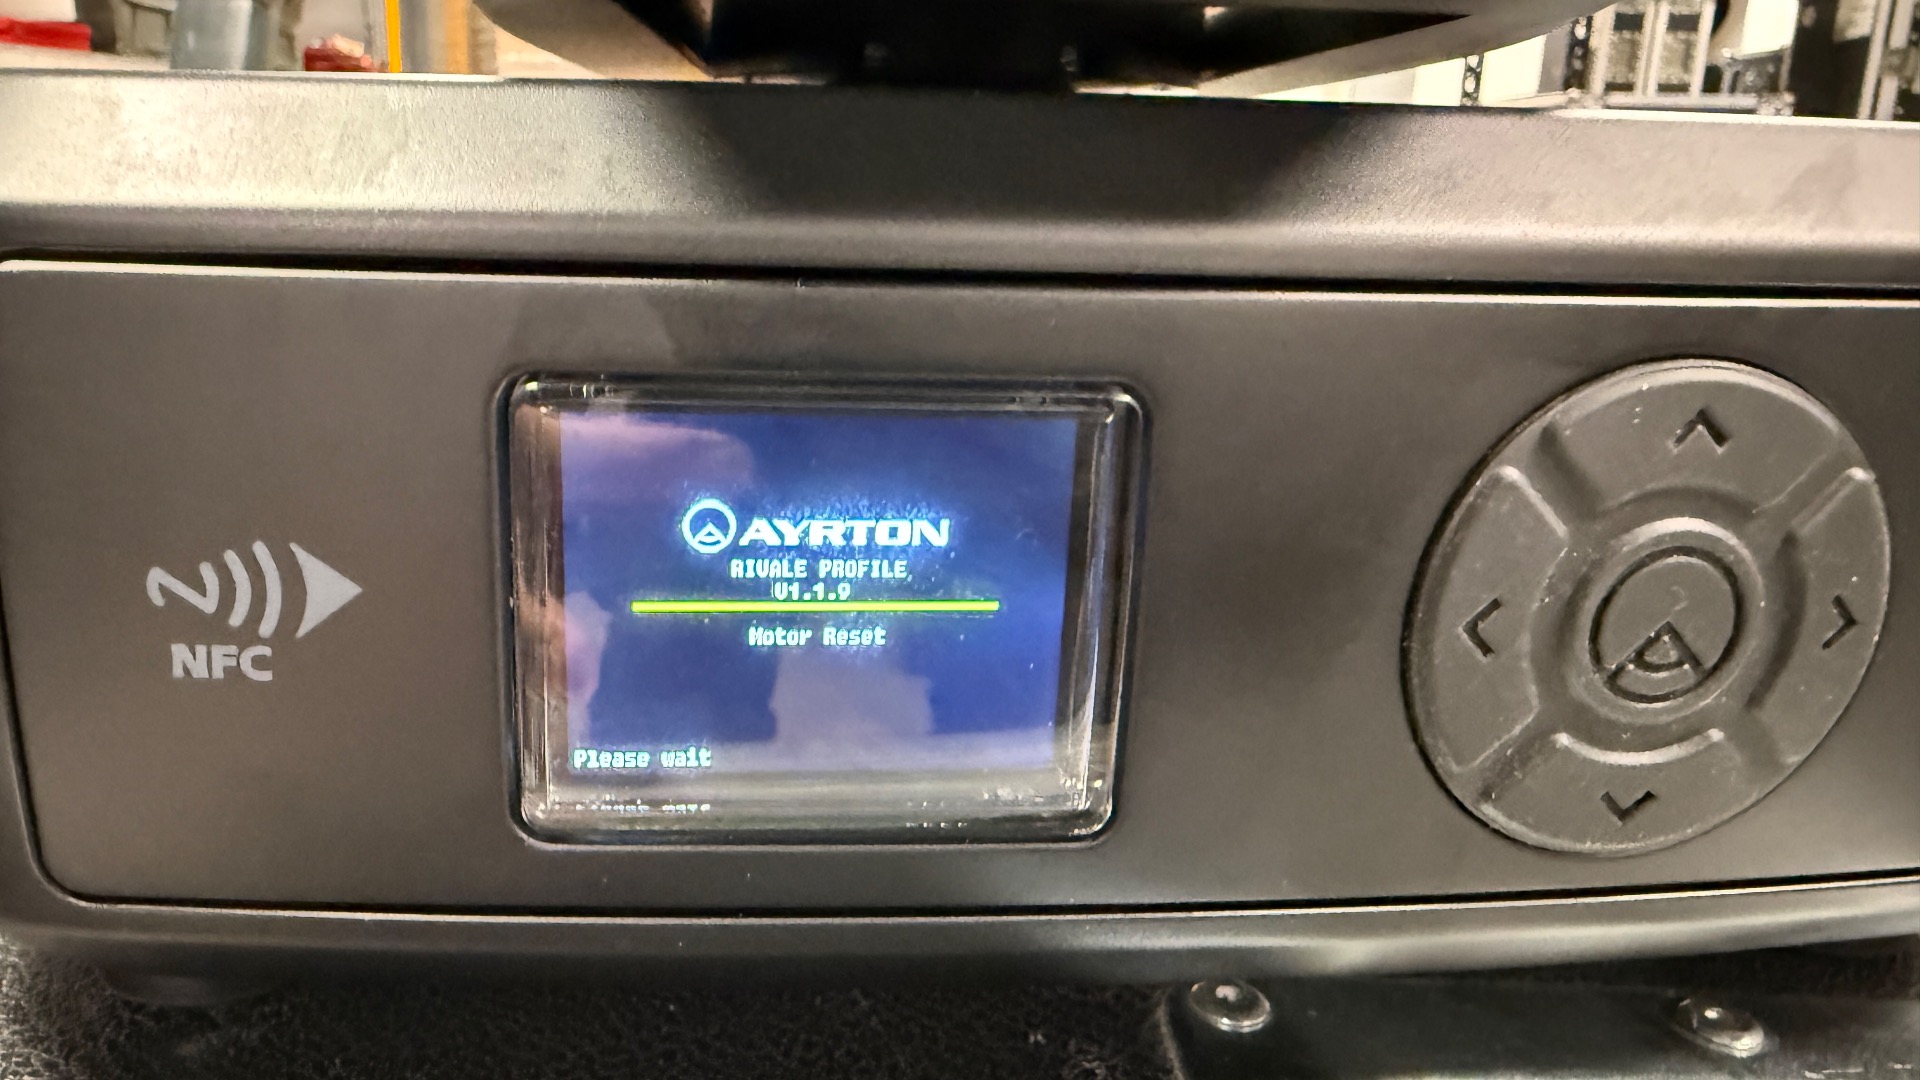 AYRTON
RIVALE PROFILE
V1.1.9
Motor Reset
NFC
Please wait